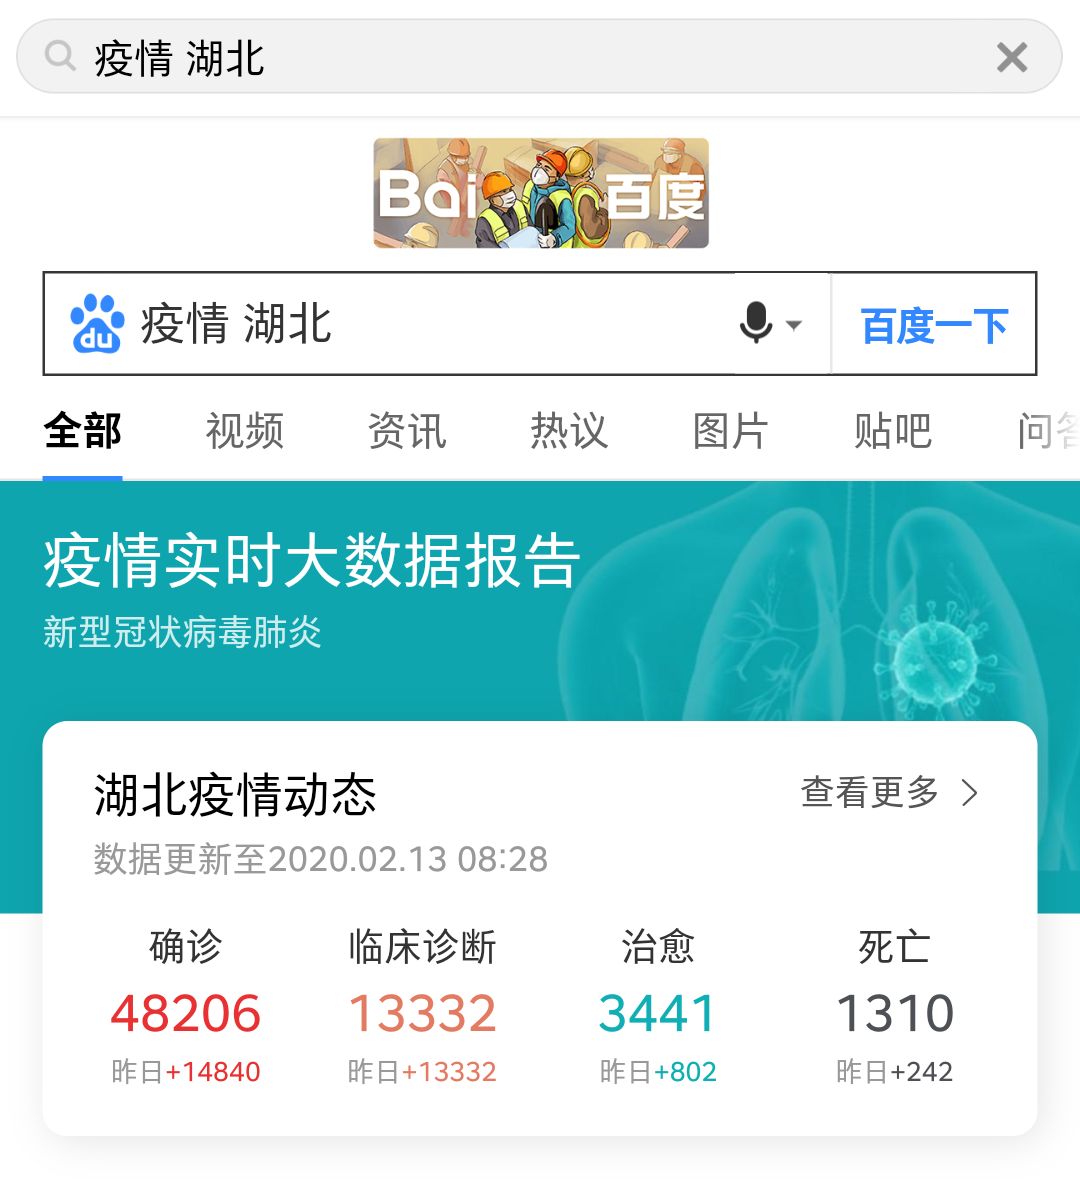 疫情 湖北
Bai 百度
du 疫情 湖北 百度一下
全部 视频 资讯 热议 图片 贴吧 问答
疫情实时大数据报告
新型冠状病毒肺炎
湖北疫情动态 查看更多
数据更新至2020.02.13 08:28
确诊 临床诊断 治愈 死亡
48206 13332 3441 1310
昨日+14840 昨日+13332 昨日+802 昨日+242